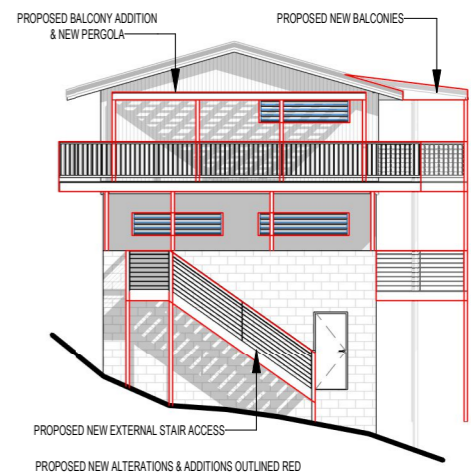 PROPOSED BALCONY ADDITION
& NEW PERGOLA
PROPOSED NEW BALCONIES
PROPOSED NEW EXTERNAL STAIR ACCESS
PROPOSED NEW ALTERATIONS & ADDITIONS OUTLINED RED